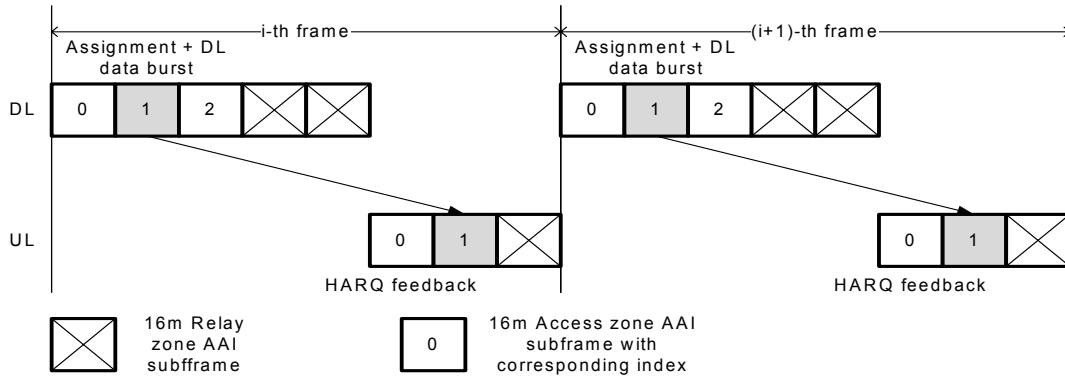 i-th frame
(i+1)-th frame
Assignment + DL
data burst
Assignment + DL
data burst
DL
0 1 2
0 1 2
UL
0 1
0 1
HARQ feedback
HARQ feedback
16m Relay
zone AAI
subfframe
0
16m Access zone AAI
subframe with
corresponding index